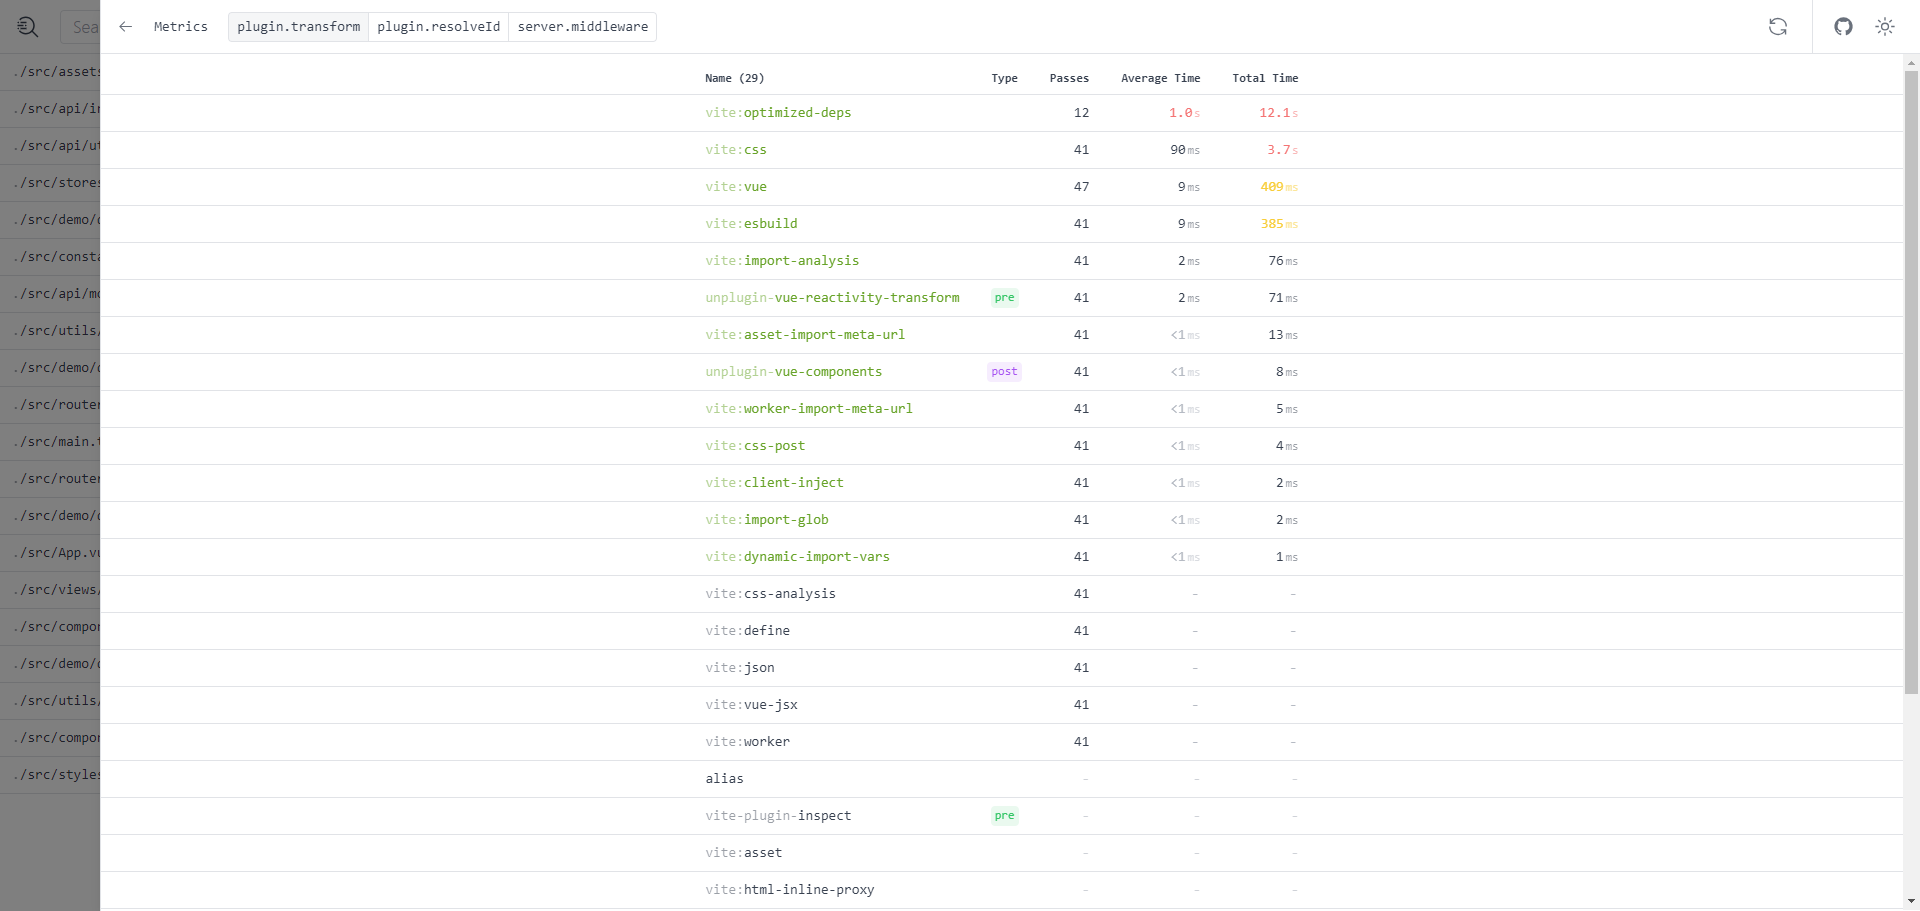 Sea
Metrics plugin.transform plugin.resolveId server.middleware
./src/assets
./src/api/i
./src/api/u
./src/stores
./src/demo/
./src/consta
./src/api/m
./src/utils/
./src/demo/
./src/router
./src/main.
./src/router
./src/demo/
./src/App.v
./src/views/
./src/compo
./src/demo/
./src/utils/
./src/compo
./src/styles
Name (29) Type Passes Average Time Total Time
vite:optimized-deps 12 1.0s 12.1s
vite:css 41 90ms 3.7s
vite:vue 47 9ms 409ms
vite:esbuild 41 9ms 385ms
vite:import-analysis 41 2ms 76ms
unplugin-vue-reactivity-transform pre 41 2ms 71ms
vite:asset-import-meta-url 41 <1ms 13ms
unplugin-vue-components post 41 <1ms 8ms
vite:worker-import-meta-url 41 <1ms 5ms
vite:css-post 41 <1ms 4ms
vite:client-inject 41 <1ms 2ms
vite:import-glob 41 <1ms 2ms
vite:dynamic-import-vars 41 <1ms 1ms
vite:css-analysis 41 - -
vite:define 41 - -
vite:json 41 - -
vite:vue-jsx 41 - -
vite:worker 41 - -
alias - - -
vite-plugin-inspect pre - - -
vite:asset - - -
vite:html-inline-proxy - - -